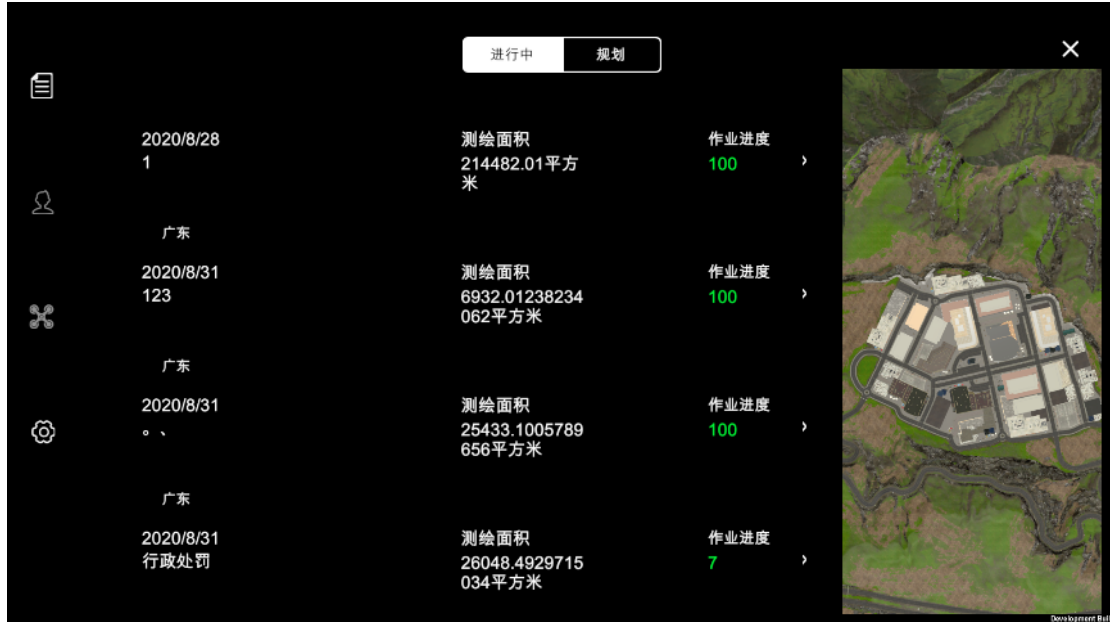 进行中 规划
2020/8/28 测绘面积 作业进度
1 214482.01平方 100 ›
米
广东
2020/8/31 测绘面积 作业进度
123 6932.01238234 100 ›
062平方米
广东
2020/8/31 测绘面积 作业进度
。、 25433.1005789 100 ›
656平方米
广东
2020/8/31 测绘面积 作业进度
行政处罚 26048.4929715 7 ›
034平方米
Development Buil